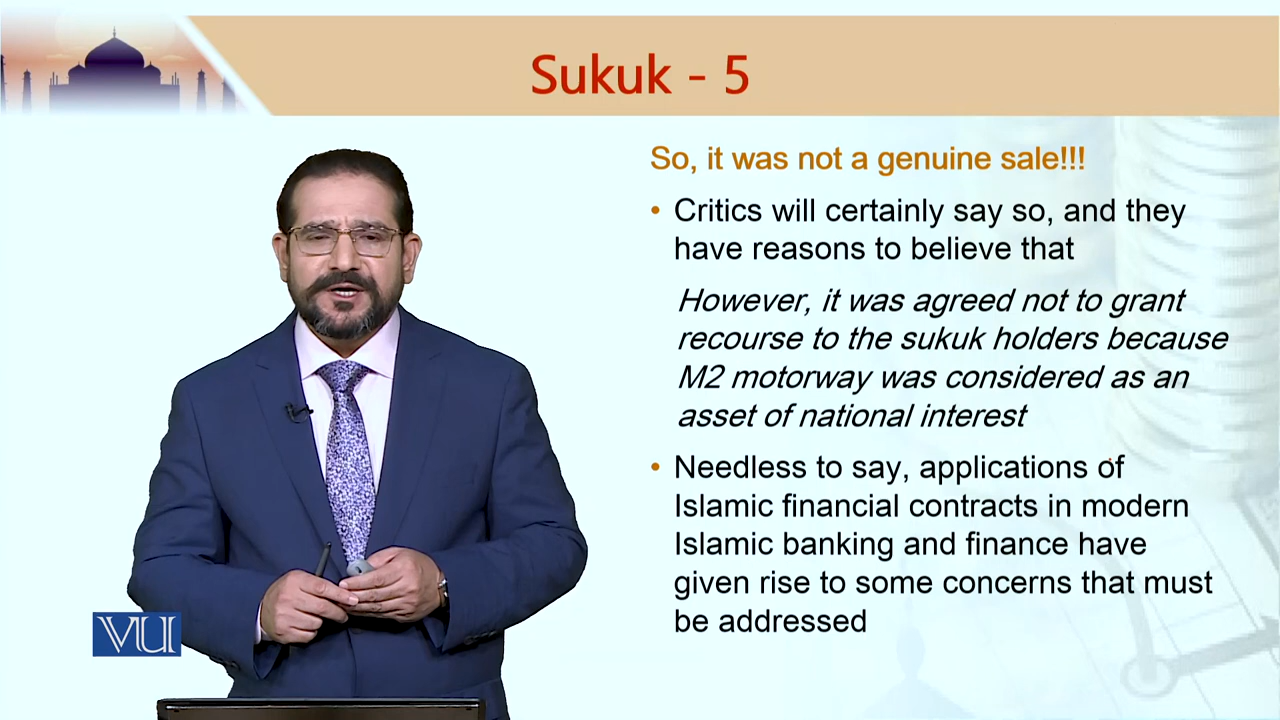 Sukuk - 5
So, it was not a genuine sale!!!
• Critics will certainly say so, and they
have reasons to believe that
However, it was agreed not to grant
recourse to the sukuk holders because
M2 motorway was considered as an
asset of national interest
• Needless to say, applications of
Islamic financial contracts in modern
Islamic banking and finance have
given rise to some concerns that must
be addressed
VU